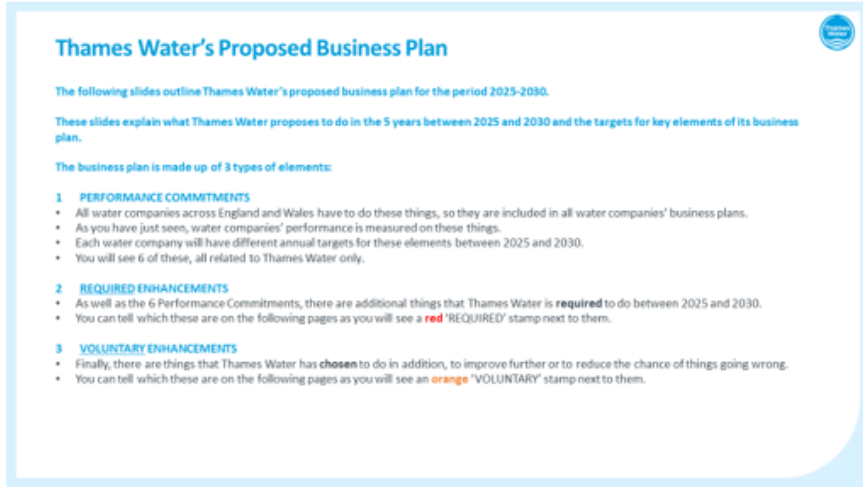 Thames Water
Thames Water's Proposed Business Plan
The following slides outline Thames Water's proposed business plan for the period 2025-2030.
These slides explain what Thames Water proposes to do in the 5 years between 2025 and 2030 and the targets for key elements of its business
plan.
The business plan is made up of 3 types of elements:
1 PERFORMANCE COMMITMENTS
• All water companies across England and Wales have to do these things, so they are included in all water companies' business plans.
• As you have just seen, water companies' performance is measured on these things.
• Each water company will have different annual targets for these elements between 2025 and 2030.
• You will see 6 of these, all related to Thames Water only.
2 REQUIRED ENHANCEMENTS
• As well as the 6 Performance Commitments, there are additional things that Thames Water is required to do between 2025 and 2030.
• You can tell which these are on the following pages as you will see a red 'REQUIRED' stamp next to them.
3 VOLUNTARY ENHANCEMENTS
• Finally, there are things that Thames Water has chosen to do in addition, to improve further or to reduce the chance of things going wrong.
• You can tell which these are on the following pages as you will see an orange 'VOLUNTARY' stamp next to them.